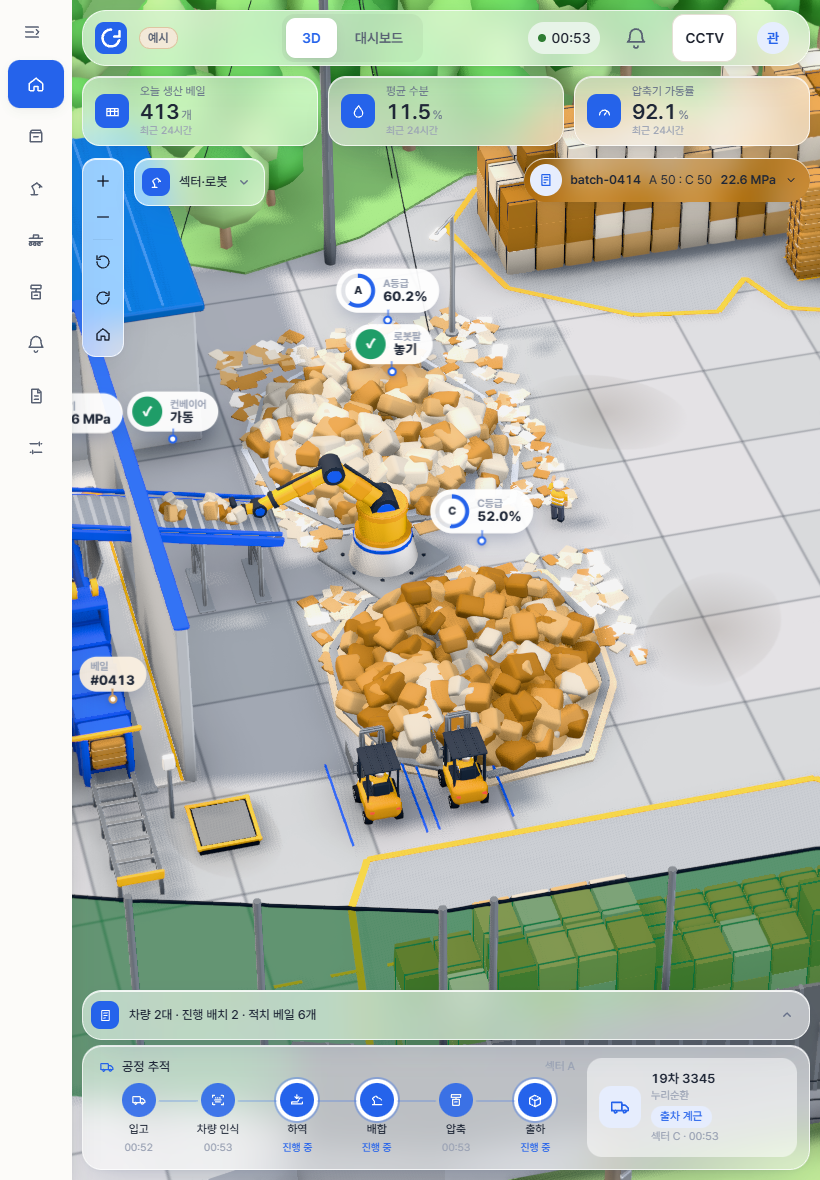 예시
3D
대시보드
00:53
CCTV
관
오늘 생산 베일
413개
최근 24시간
평균 수분
11.5%
최근 24시간
압축기 가동률
92.1%
최근 24시간
섹터·로봇
batch-0414 A 50 : C 50 22.6 MPa
A
A등급
60.2%
로봇팔
놓기
6 MPa
컨베이어
가동
C
C등급
52.0%
베일
#0413
차량 2대 · 진행 배치 2 · 적치 베일 6개
공정 추적
섹터 A
입고
00:52
차량 인식
00:53
하역
진행 중
배합
진행 중
압축
00:53
출하
진행 중
19차 3345
누리순환
출차 계근
섹터 C · 00:53